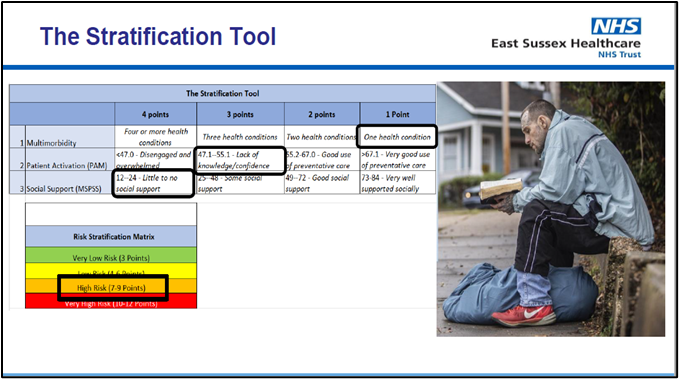 The Stratification Tool
NHS
East Sussex Healthcare
NHS Trust
The Stratification Tool
4 points 3 points 2 points 1 Point
1 Multimorbidity Four or more health conditions Three health conditions Two health conditions One health condition
2 Patient Activation (PAM) <47.0 - Disengaged and overwhelmed 47.1--55.1 - Lack of knowledge/confidence 55.2-67.0 - Good use of preventative care >67.1 - Very good use of preventative care
3 Social Support (MSPSS) 12--24 - Little to no social support 25--48 - Some social support 49--72 - Good social support 73-84 - Very well supported socially
Risk Stratification Matrix
Very Low Risk (3 Points)
Low Risk (4-6 Points)
High Risk (7-9 Points)
Very High Risk (10-12 Points)